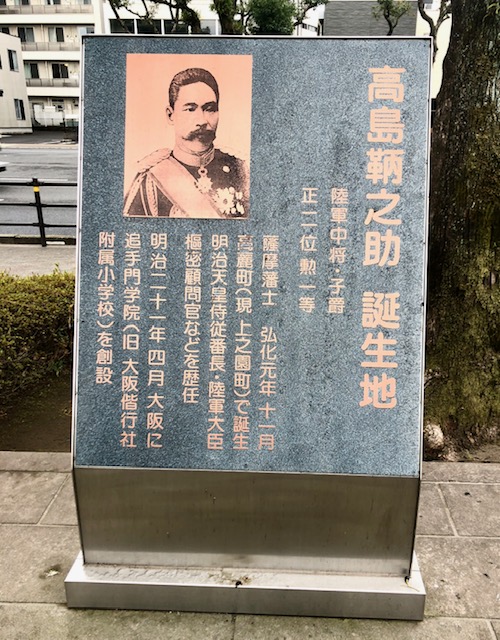 高島鞆之助 誕生地
陸軍中将・子爵
正二位勲一等
薩摩藩士 弘化元年十一月
高麗町(現 上之園町)で誕生
明治天皇侍従番長・陸軍大臣
枢密顧問官などを歴任
明治二十一年四月 大阪に
追手門学院(旧 大阪偕行社
附属小学校)を創設